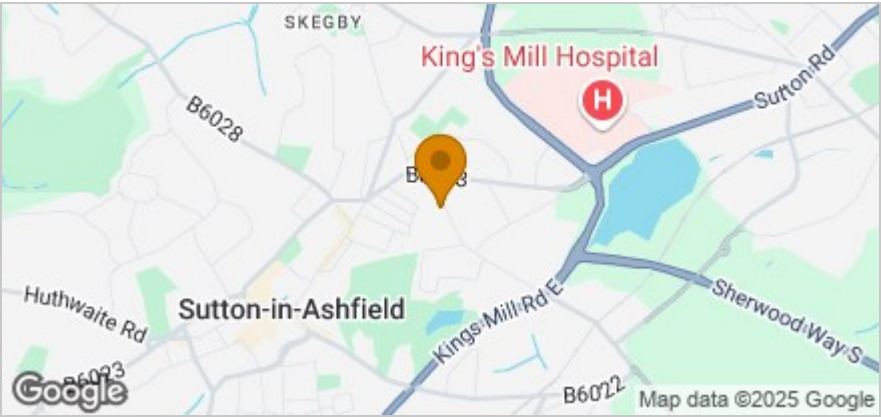 SKEGBY
King's Mill Hospital
H
Sutton Rd
B6028
Huthwaite Rd
Sutton-in-Ashfield
Kings Mill Rd E
Sherwood Way S
B6023
B6022
Google
Map data ©2025 Google